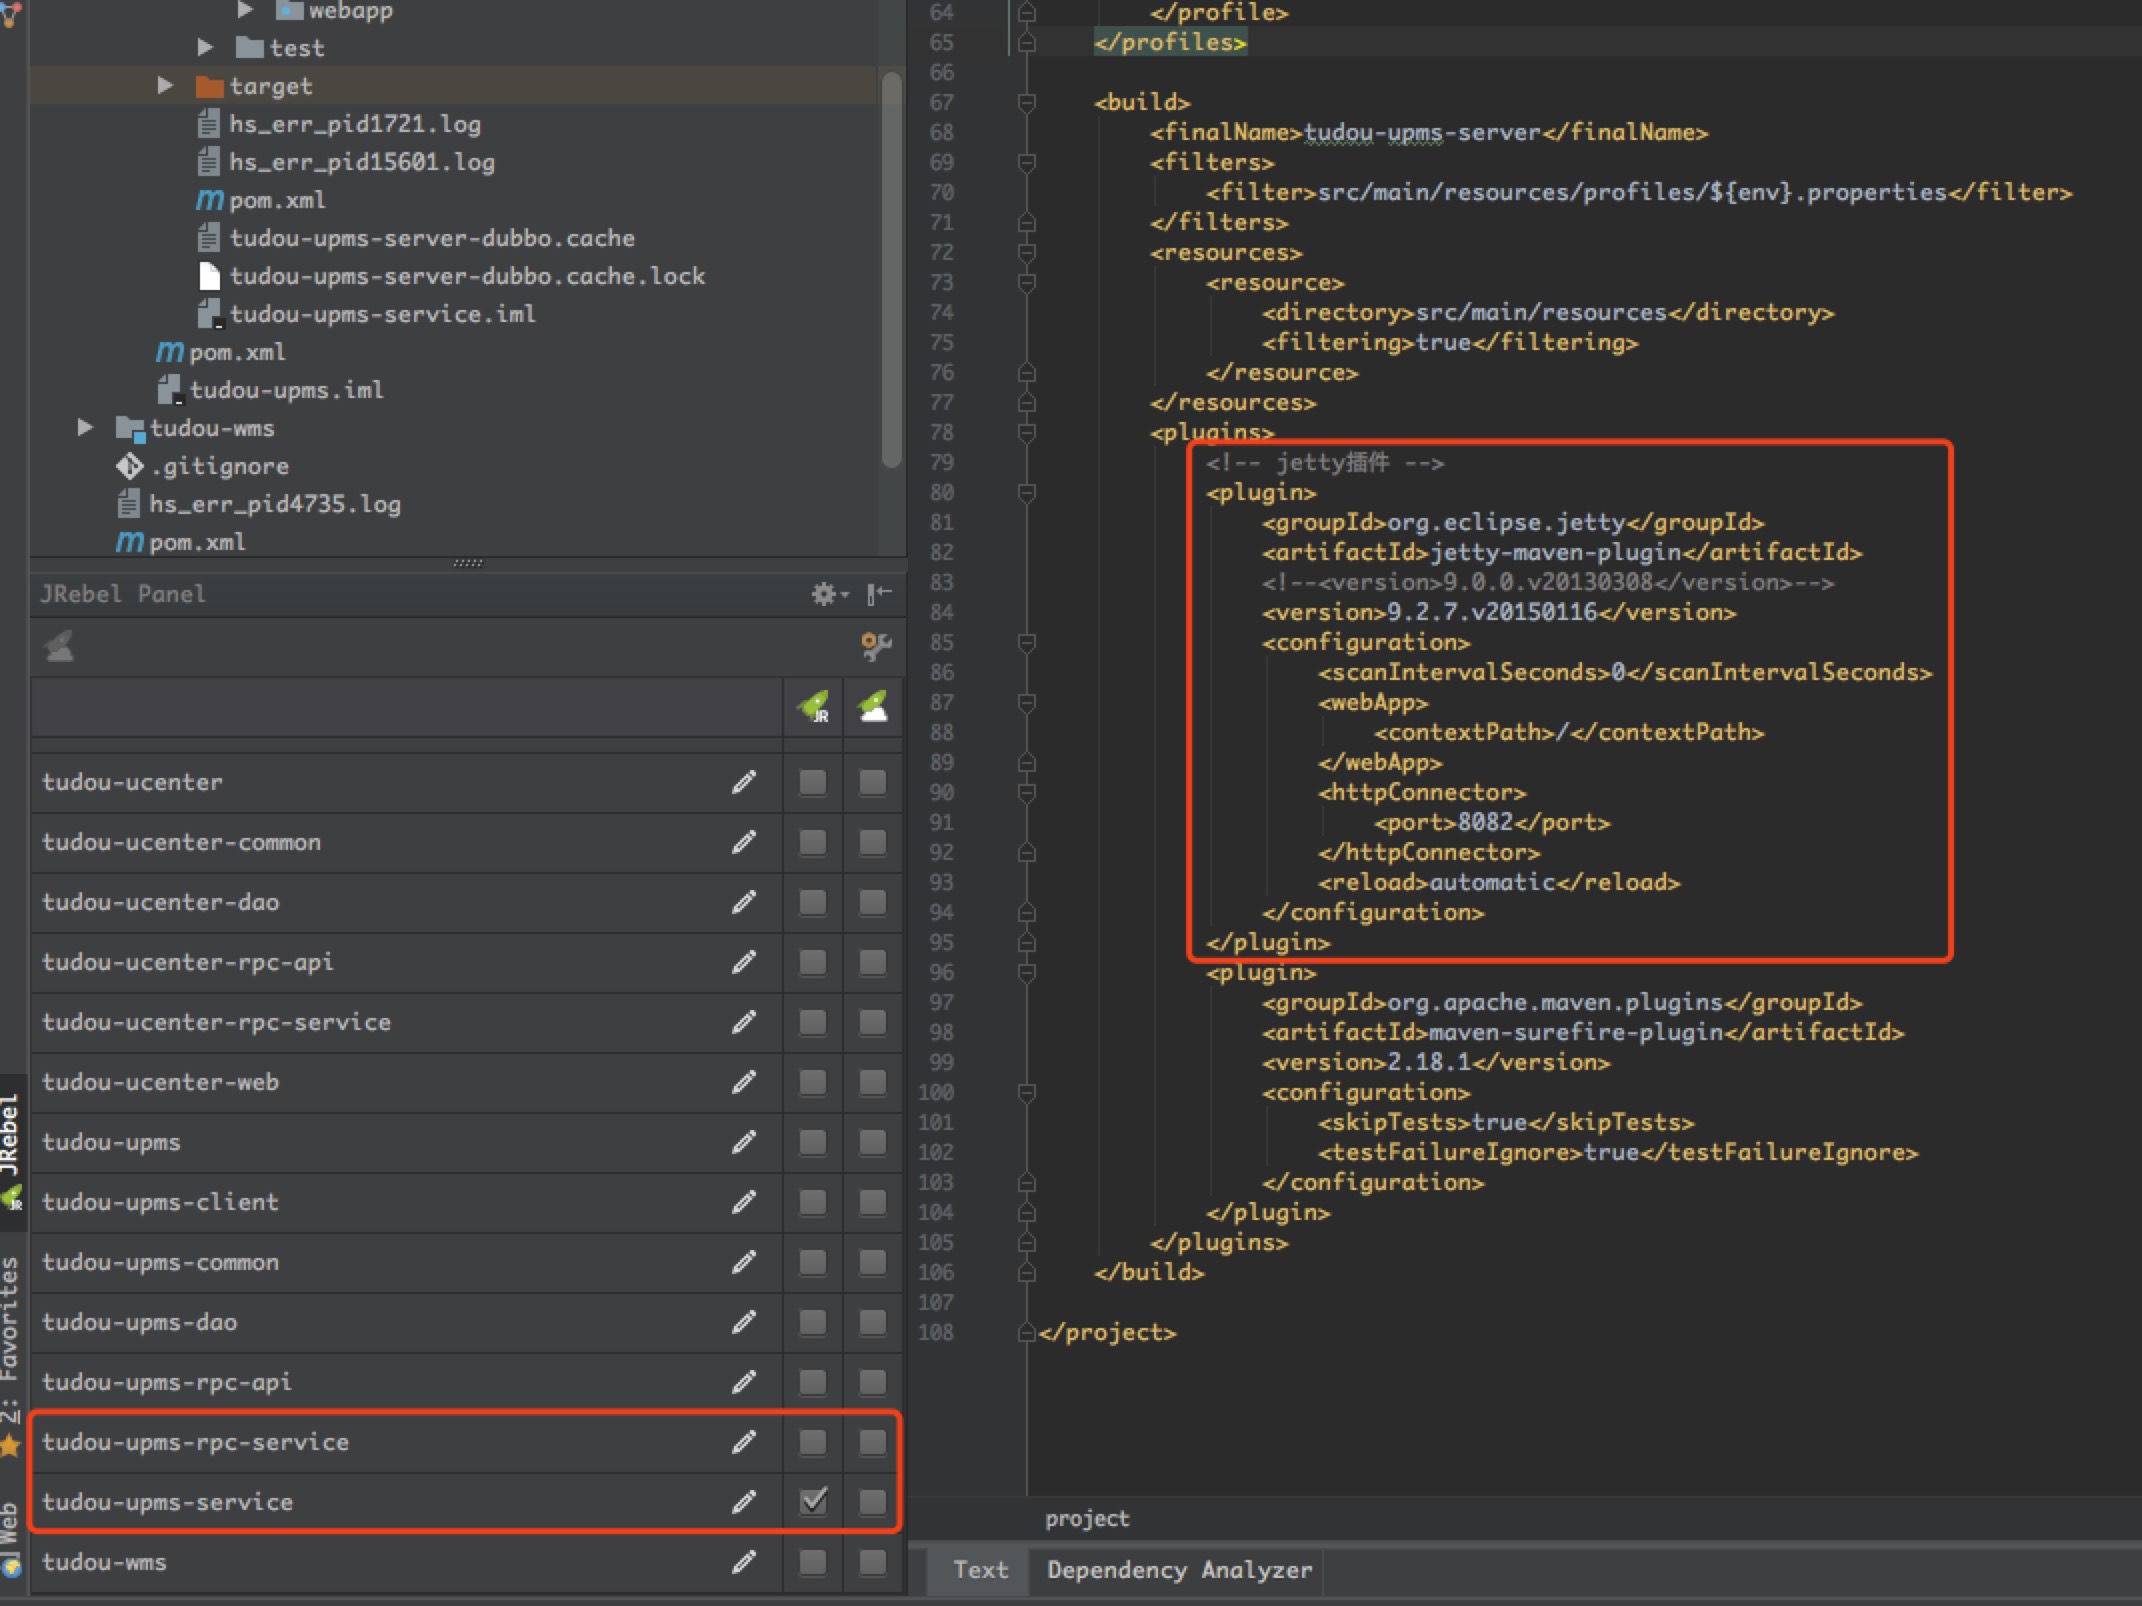 webapp
test
target
hs_err_pid1721.log
hs_err_pid15601.log
pom.xml
tudou-upms-server-dubbo.cache
tudou-upms-server-dubbo.cache.lock
tudou-upms-service.iml
pom.xml
tudou-upms.iml
tudou-wms
.gitignore
hs_err_pid4735.log
pom.xml
JRebel Panel
JR
tudou-ucenter
tudou-ucenter-common
tudou-ucenter-dao
tudou-ucenter-rpc-api
tudou-ucenter-rpc-service
tudou-ucenter-web
tudou-upms
tudou-upms-client
tudou-upms-common
tudou-upms-dao
tudou-upms-rpc-api
tudou-upms-rpc-service
tudou-upms-service
tudou-wms
JRebel
2: Favorites
Web
64 </profile>
65 </profiles>
66
67 <build>
68 <finalName>tudou-upms-server</finalName>
69 <filters>
70 <filter>src/main/resources/profiles/${env}.properties</filter>
71 </filters>
72 <resources>
73 <resource>
74 <directory>src/main/resources</directory>
75 <filtering>true</filtering>
76 </resource>
77 </resources>
78 <plugins>
79 <!-- jetty插件 -->
80 <plugin>
81 <groupId>org.eclipse.jetty</groupId>
82 <artifactId>jetty-maven-plugin</artifactId>
83 <!--<version>9.0.0.v20130308</version>-->
84 <version>9.2.7.v20150116</version>
85 <configuration>
86 <scanIntervalSeconds>0</scanIntervalSeconds>
87 <webApp>
88 <contextPath>/</contextPath>
89 </webApp>
90 <httpConnector>
91 <port>8082</port>
92 </httpConnector>
93 <reload>automatic</reload>
94 </configuration>
95 </plugin>
96 <plugin>
97 <groupId>org.apache.maven.plugins</groupId>
98 <artifactId>maven-surefire-plugin</artifactId>
99 <version>2.18.1</version>
100 <configuration>
101 <skipTests>true</skipTests>
102 <testFailureIgnore>true</testFailureIgnore>
103 </configuration>
104 </plugin>
105 </plugins>
106 </build>
107
108 </project>
project
Text Dependency Analyzer